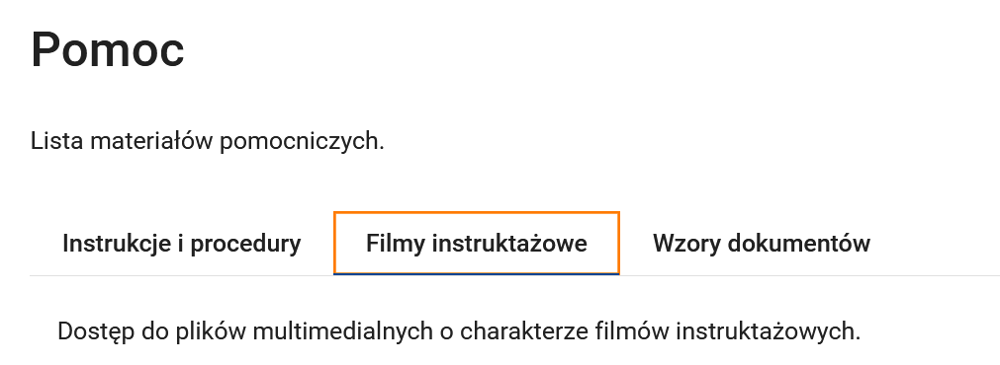 Pomoc
Lista materiałów pomocniczych.
Instrukcje i procedury Filmy instruktażowe Wzory dokumentów
Dostęp do plików multimedialnych o charakterze filmów instruktażowych.